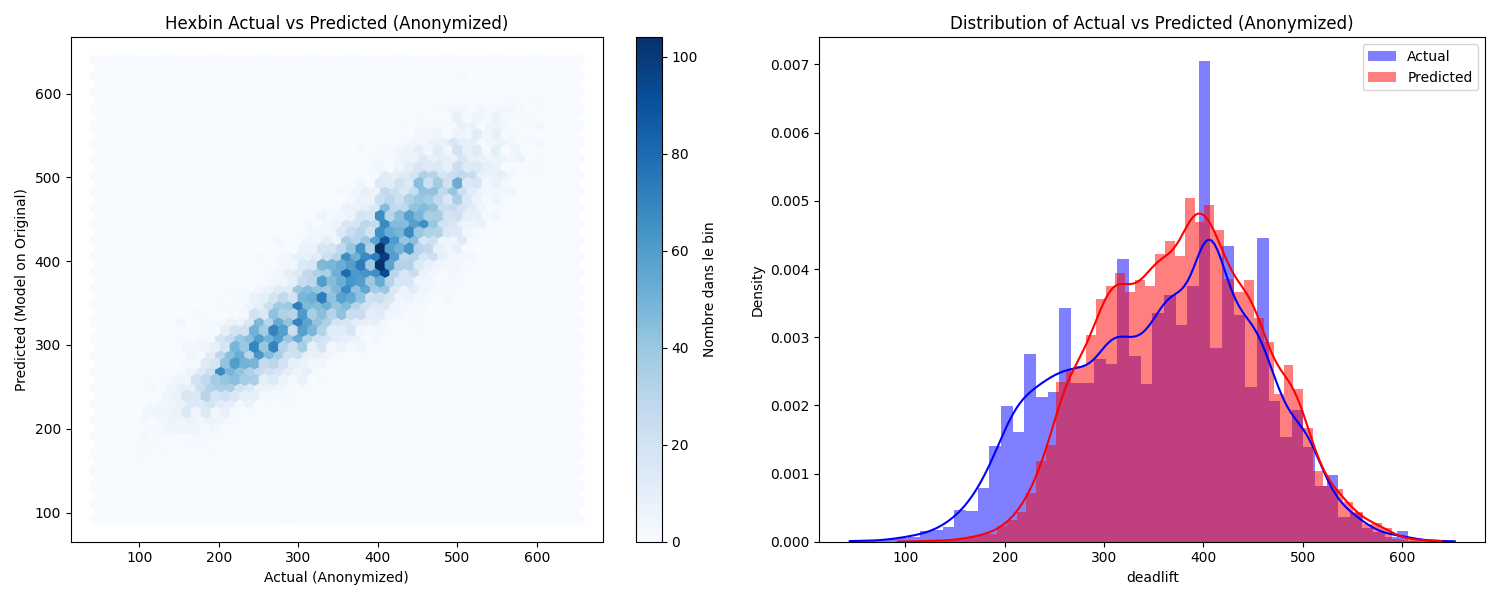 Hexbin Actual vs Predicted (Anonymized)
600
500
400
300
200
100
Predicted (Model on Original)
100 200 300 400 500 600
Actual (Anonymized)
100
80
60
40
20
0
Nombre dans le bin
Distribution of Actual vs Predicted (Anonymized)
Actual
Predicted
0.007
0.006
0.005
0.004
0.003
0.002
0.001
0.000
Density
100 200 300 400 500 600
deadlift